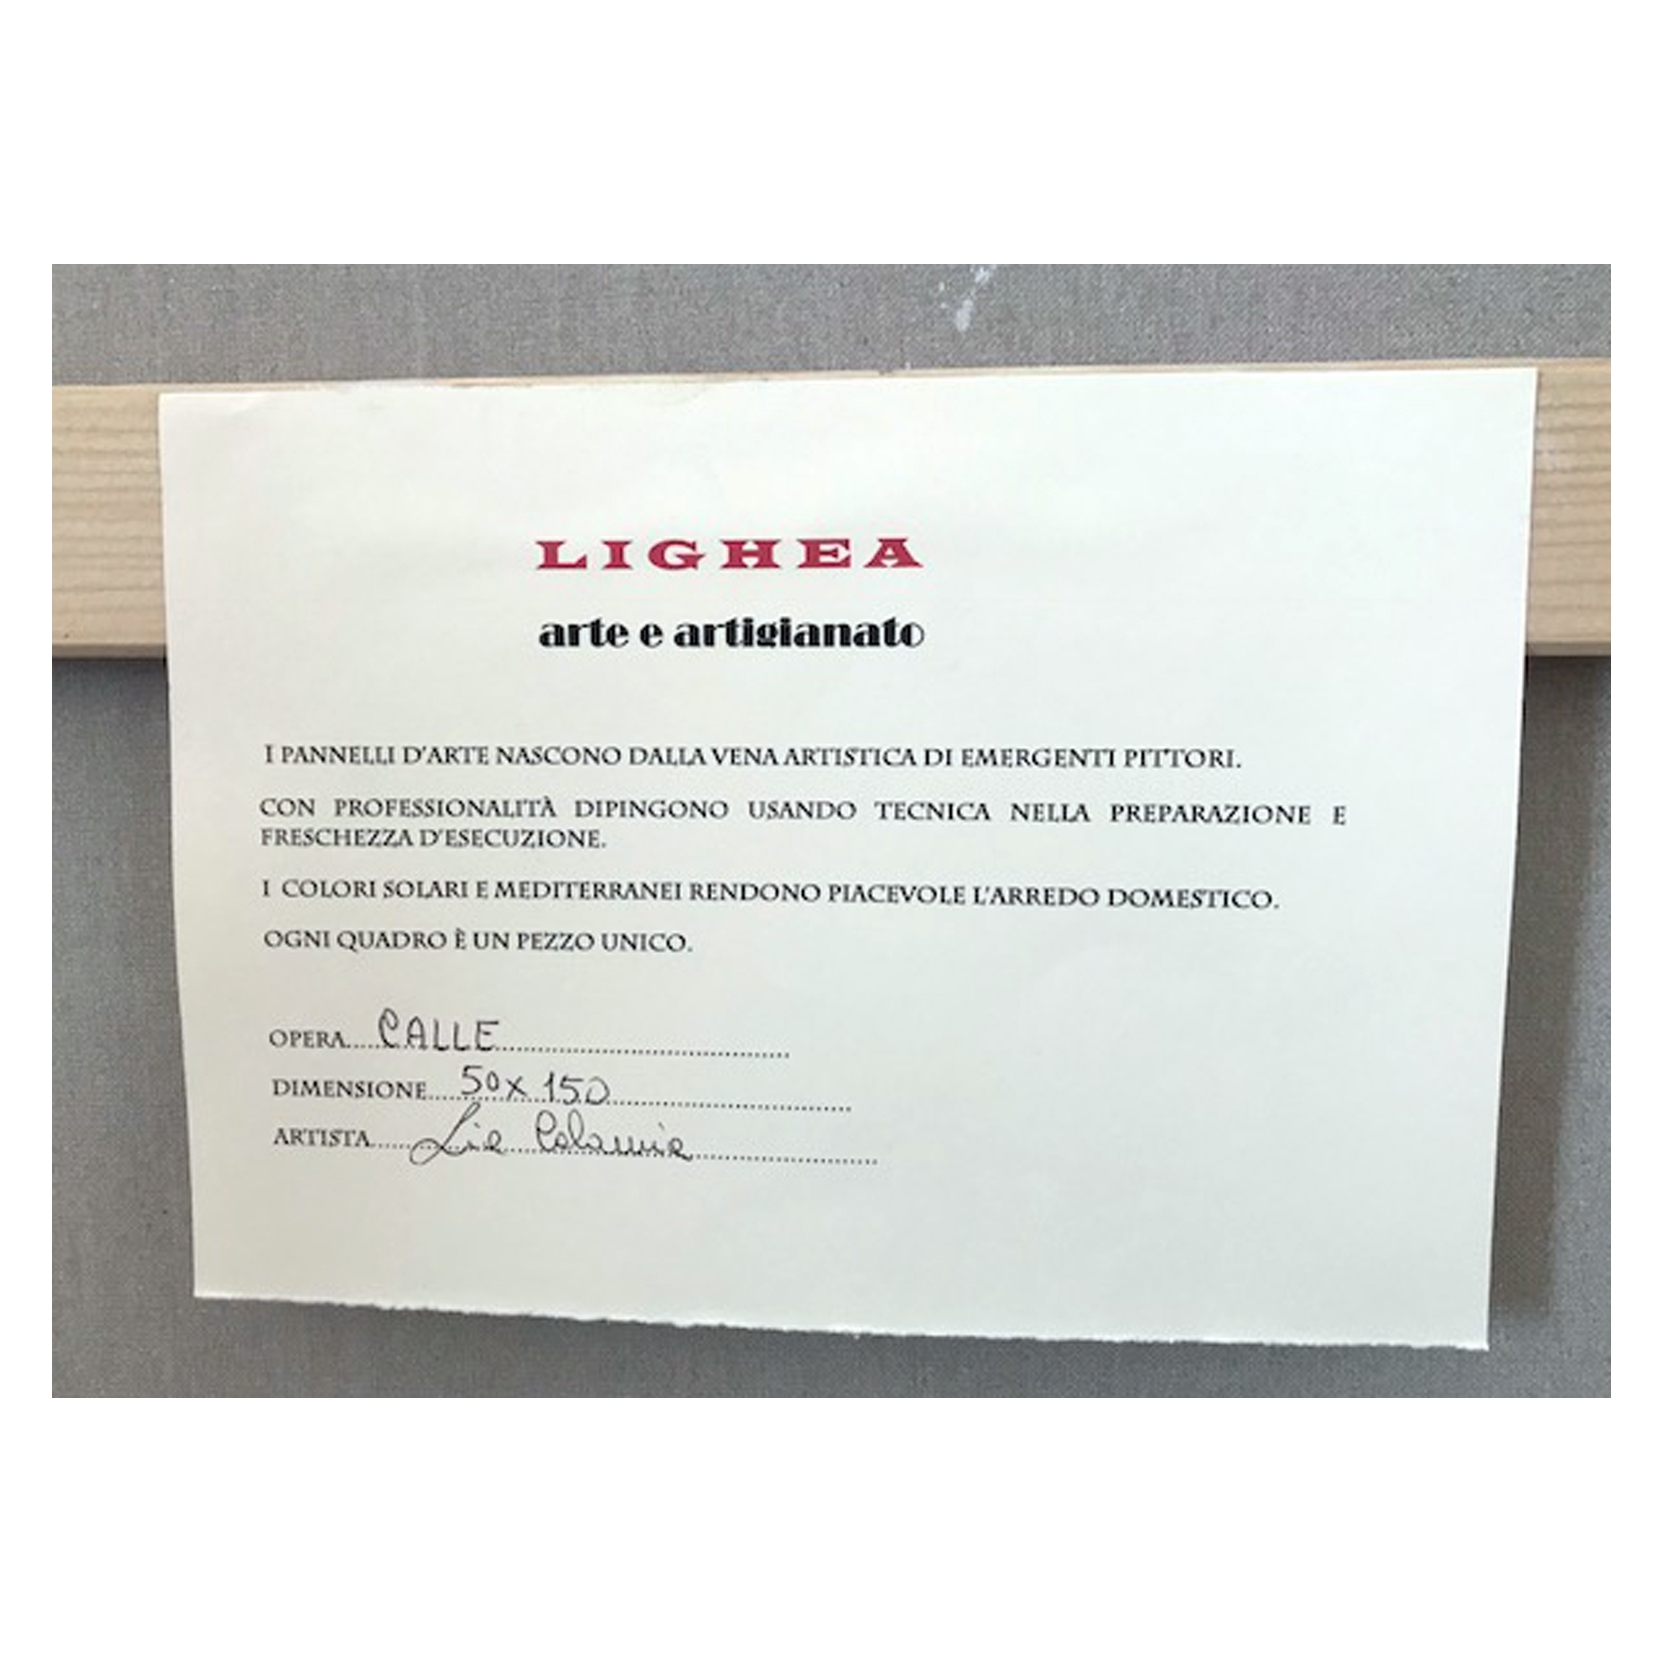 LIGHEA
arte e artigianato
I PANNELLI D'ARTE NASCONO DALLA VENA ARTISTICA DI EMERGENTI PITTORI.
CON PROFESSIONALITÀ DIPINGONO USANDO TECNICA NELLA PREPARAZIONE E
FRESCHEZZA D'ESECUZIONE.
I COLORI SOLARI E MEDITERRANEI RENDONO PIACEVOLE L'ARREDO DOMESTICO.
OGNI QUADRO È UN PEZZO UNICO.
OPERA.... CALLE
DIMENSIONE.... 50x150
ARTISTA..... Lia Calamia